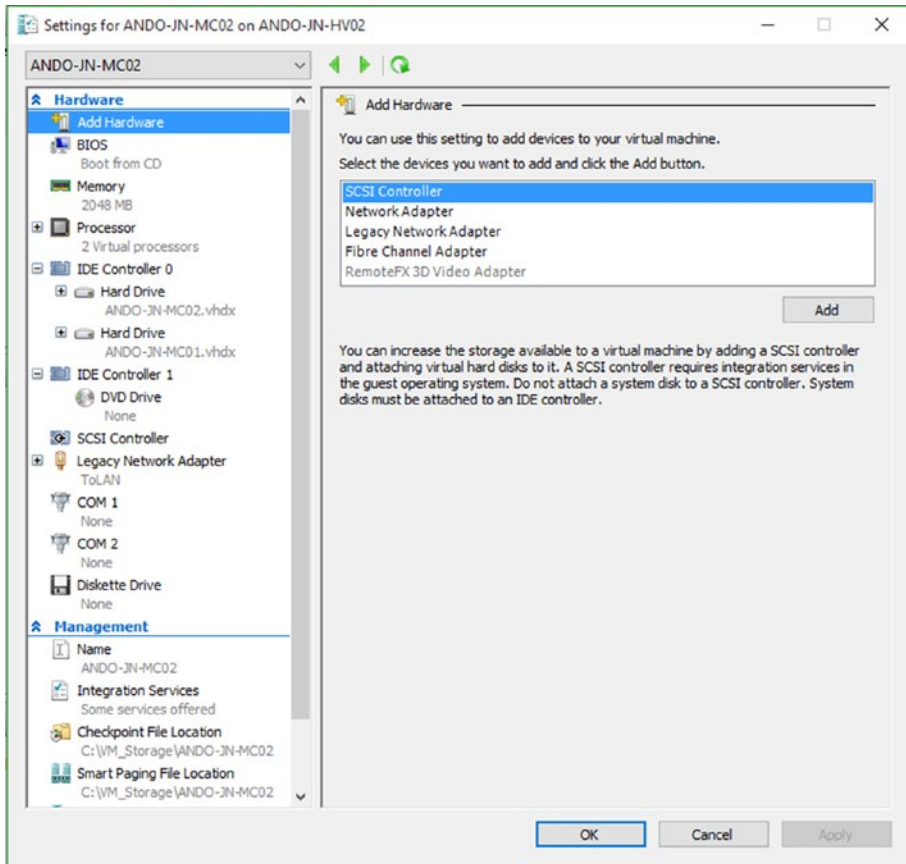 Settings for ANDO-JN-MC02 on ANDO-JN-HV02
ANDO-JN-MC02
Hardware
Add Hardware
BIOS
Boot from CD
Memory
2048 MB
Processor
2 Virtual processors
IDE Controller 0
Hard Drive
ANDO-JN-MC02.vhdx
Hard Drive
ANDO-JN-MC01.vhdx
IDE Controller 1
DVD Drive
None
SCSI Controller
Legacy Network Adapter
ToLAN
COM 1
None
COM 2
None
Diskette Drive
None
Management
Name
ANDO-JN-MC02
Integration Services
Some services offered
Checkpoint File Location
C:\VM_Storage\ANDO-JN-MC02
Smart Paging File Location
C:\VM_Storage\ANDO-JN-MC02
Add Hardware
You can use this setting to add devices to your virtual machine.
Select the devices you want to add and click the Add button.
SCSI Controller
Network Adapter
Legacy Network Adapter
Fibre Channel Adapter
RemoteFX 3D Video Adapter
Add
You can increase the storage available to a virtual machine by adding a SCSI controller
and attaching virtual hard disks to it. A SCSI controller requires integration services in
the guest operating system. Do not attach a system disk to a SCSI controller. System
disks must be attached to an IDE controller.
OK
Cancel
Apply